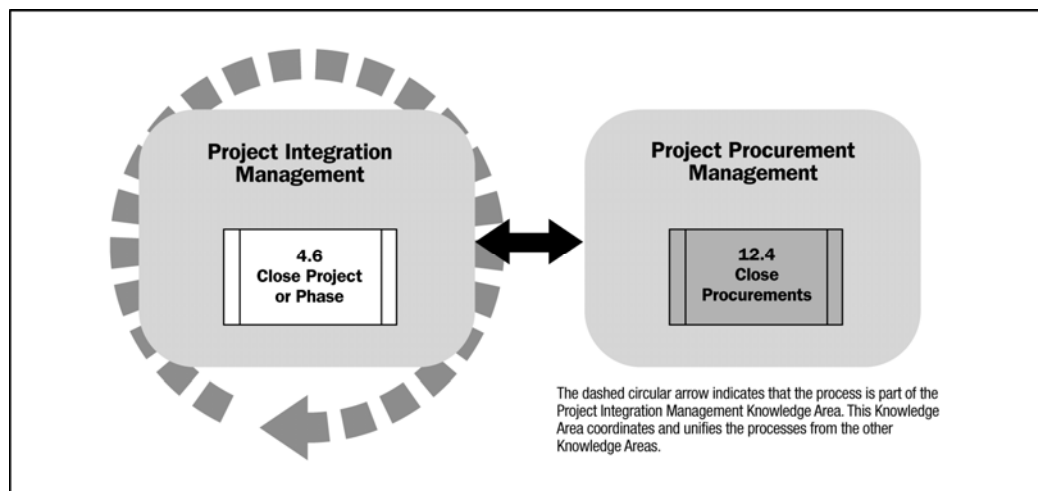 Project Integration
Management
4.6
Close Project
or Phase
Project Procurement
Management
12.4
Close
Procurements
The dashed circular arrow indicates that the process is part of the
Project Integration Management Knowledge Area. This Knowledge
Area coordinates and unifies the processes from the other
Knowledge Areas.